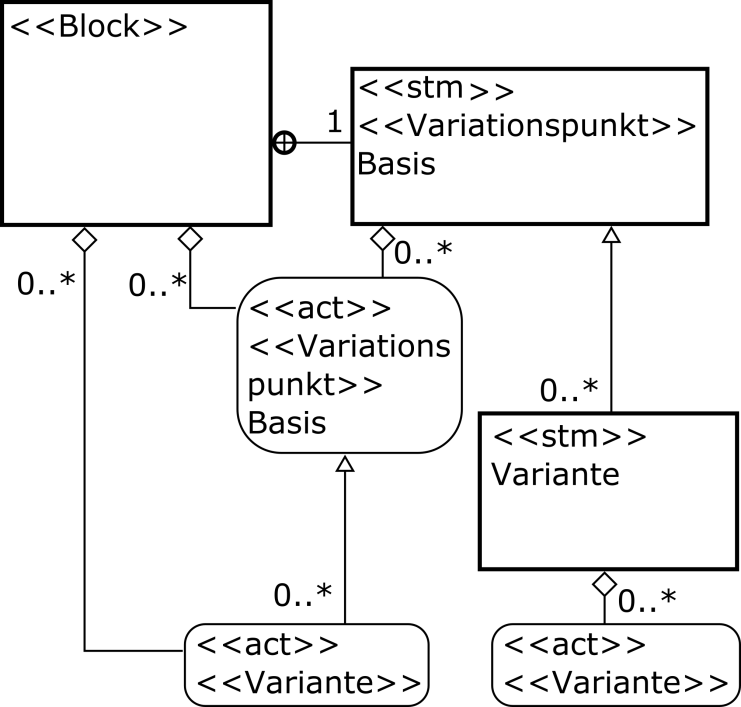 <<Block>>
<<stm>>
<<Variationspunkt>>
Basis
1
0..*
0..*
0..*
<<act>>
<<Variations
punkt>>
Basis
0..*
<<stm>>
Variante
0..*
0..*
<<act>>
<<Variante>>
<<act>>
<<Variante>>